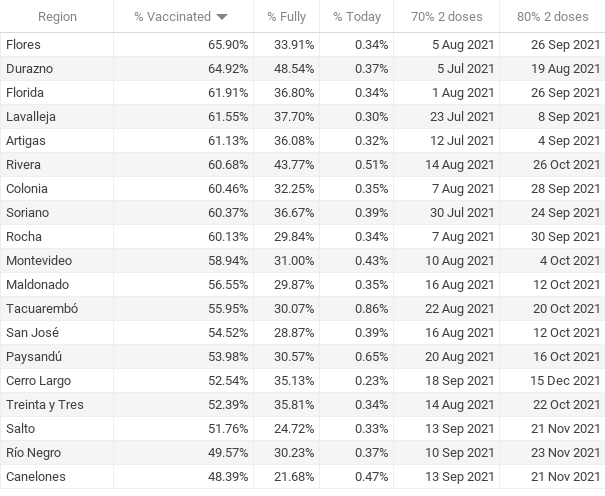 Region % Vaccinated % Fully % Today 70% 2 doses 80% 2 doses
Flores 65.90% 33.91% 0.34% 5 Aug 2021 26 Sep 2021
Durazno 64.92% 48.54% 0.37% 5 Jul 2021 19 Aug 2021
Florida 61.91% 36.80% 0.34% 1 Aug 2021 26 Sep 2021
Lavalleja 61.55% 37.70% 0.30% 23 Jul 2021 8 Sep 2021
Artigas 61.13% 36.08% 0.32% 12 Jul 2021 4 Sep 2021
Rivera 60.68% 43.77% 0.51% 14 Aug 2021 26 Oct 2021
Colonia 60.46% 32.25% 0.35% 7 Aug 2021 28 Sep 2021
Soriano 60.37% 36.67% 0.39% 30 Jul 2021 24 Sep 2021
Rocha 60.13% 29.84% 0.34% 7 Aug 2021 30 Sep 2021
Montevideo 58.94% 31.00% 0.43% 10 Aug 2021 4 Oct 2021
Maldonado 56.55% 29.87% 0.35% 16 Aug 2021 12 Oct 2021
Tacuarembó 55.95% 30.07% 0.86% 22 Aug 2021 20 Oct 2021
San José 54.52% 28.87% 0.39% 16 Aug 2021 12 Oct 2021
Paysandú 53.98% 30.57% 0.65% 20 Aug 2021 16 Oct 2021
Cerro Largo 52.54% 35.13% 0.23% 18 Sep 2021 15 Dec 2021
Treinta y Tres 52.39% 35.81% 0.34% 14 Aug 2021 22 Oct 2021
Salto 51.76% 24.72% 0.33% 13 Sep 2021 21 Nov 2021
Río Negro 49.57% 30.23% 0.37% 10 Sep 2021 23 Nov 2021
Canelones 48.39% 21.68% 0.47% 13 Sep 2021 21 Nov 2021